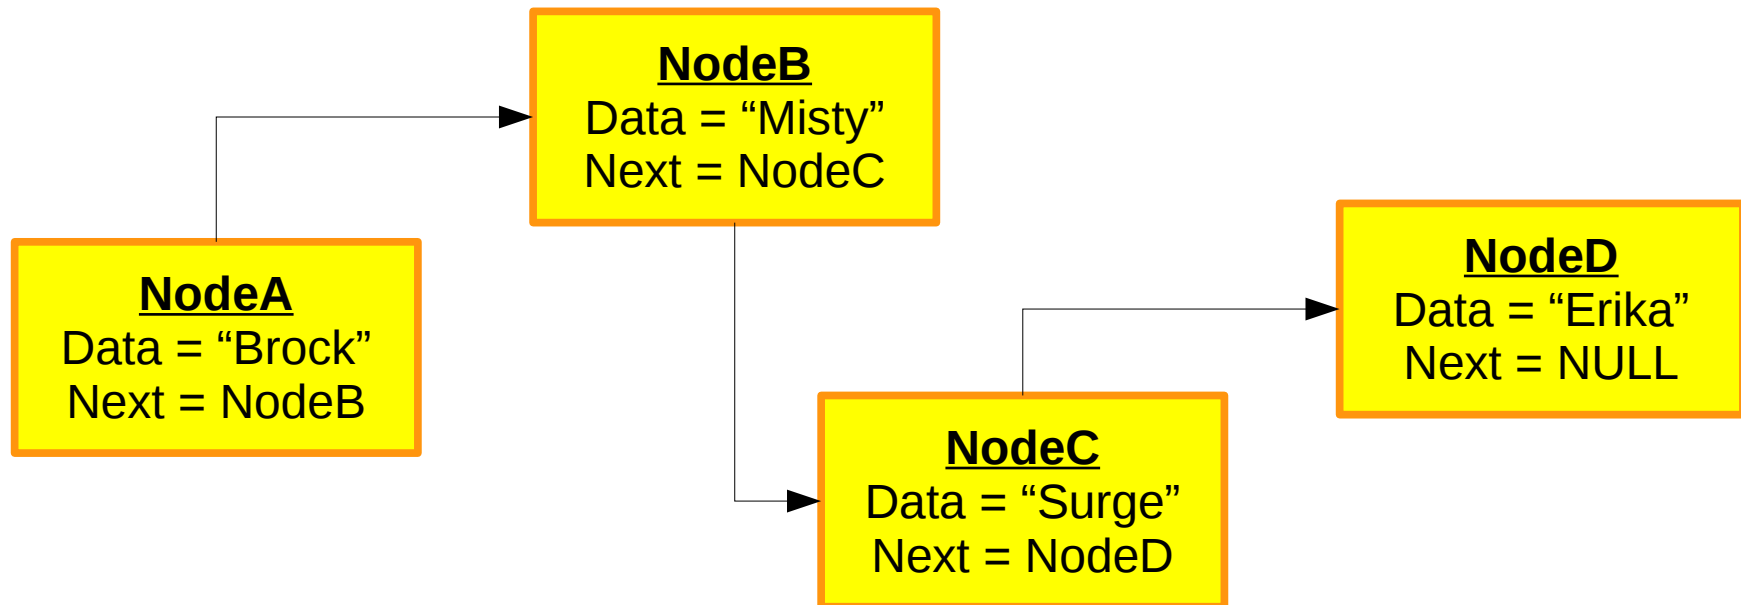 NodeA
Data = “Brock”
Next = NodeB
NodeB
Data = “Misty”
Next = NodeC
NodeC
Data = “Surge”
Next = NodeD
NodeD
Data = “Erika”
Next = NULL